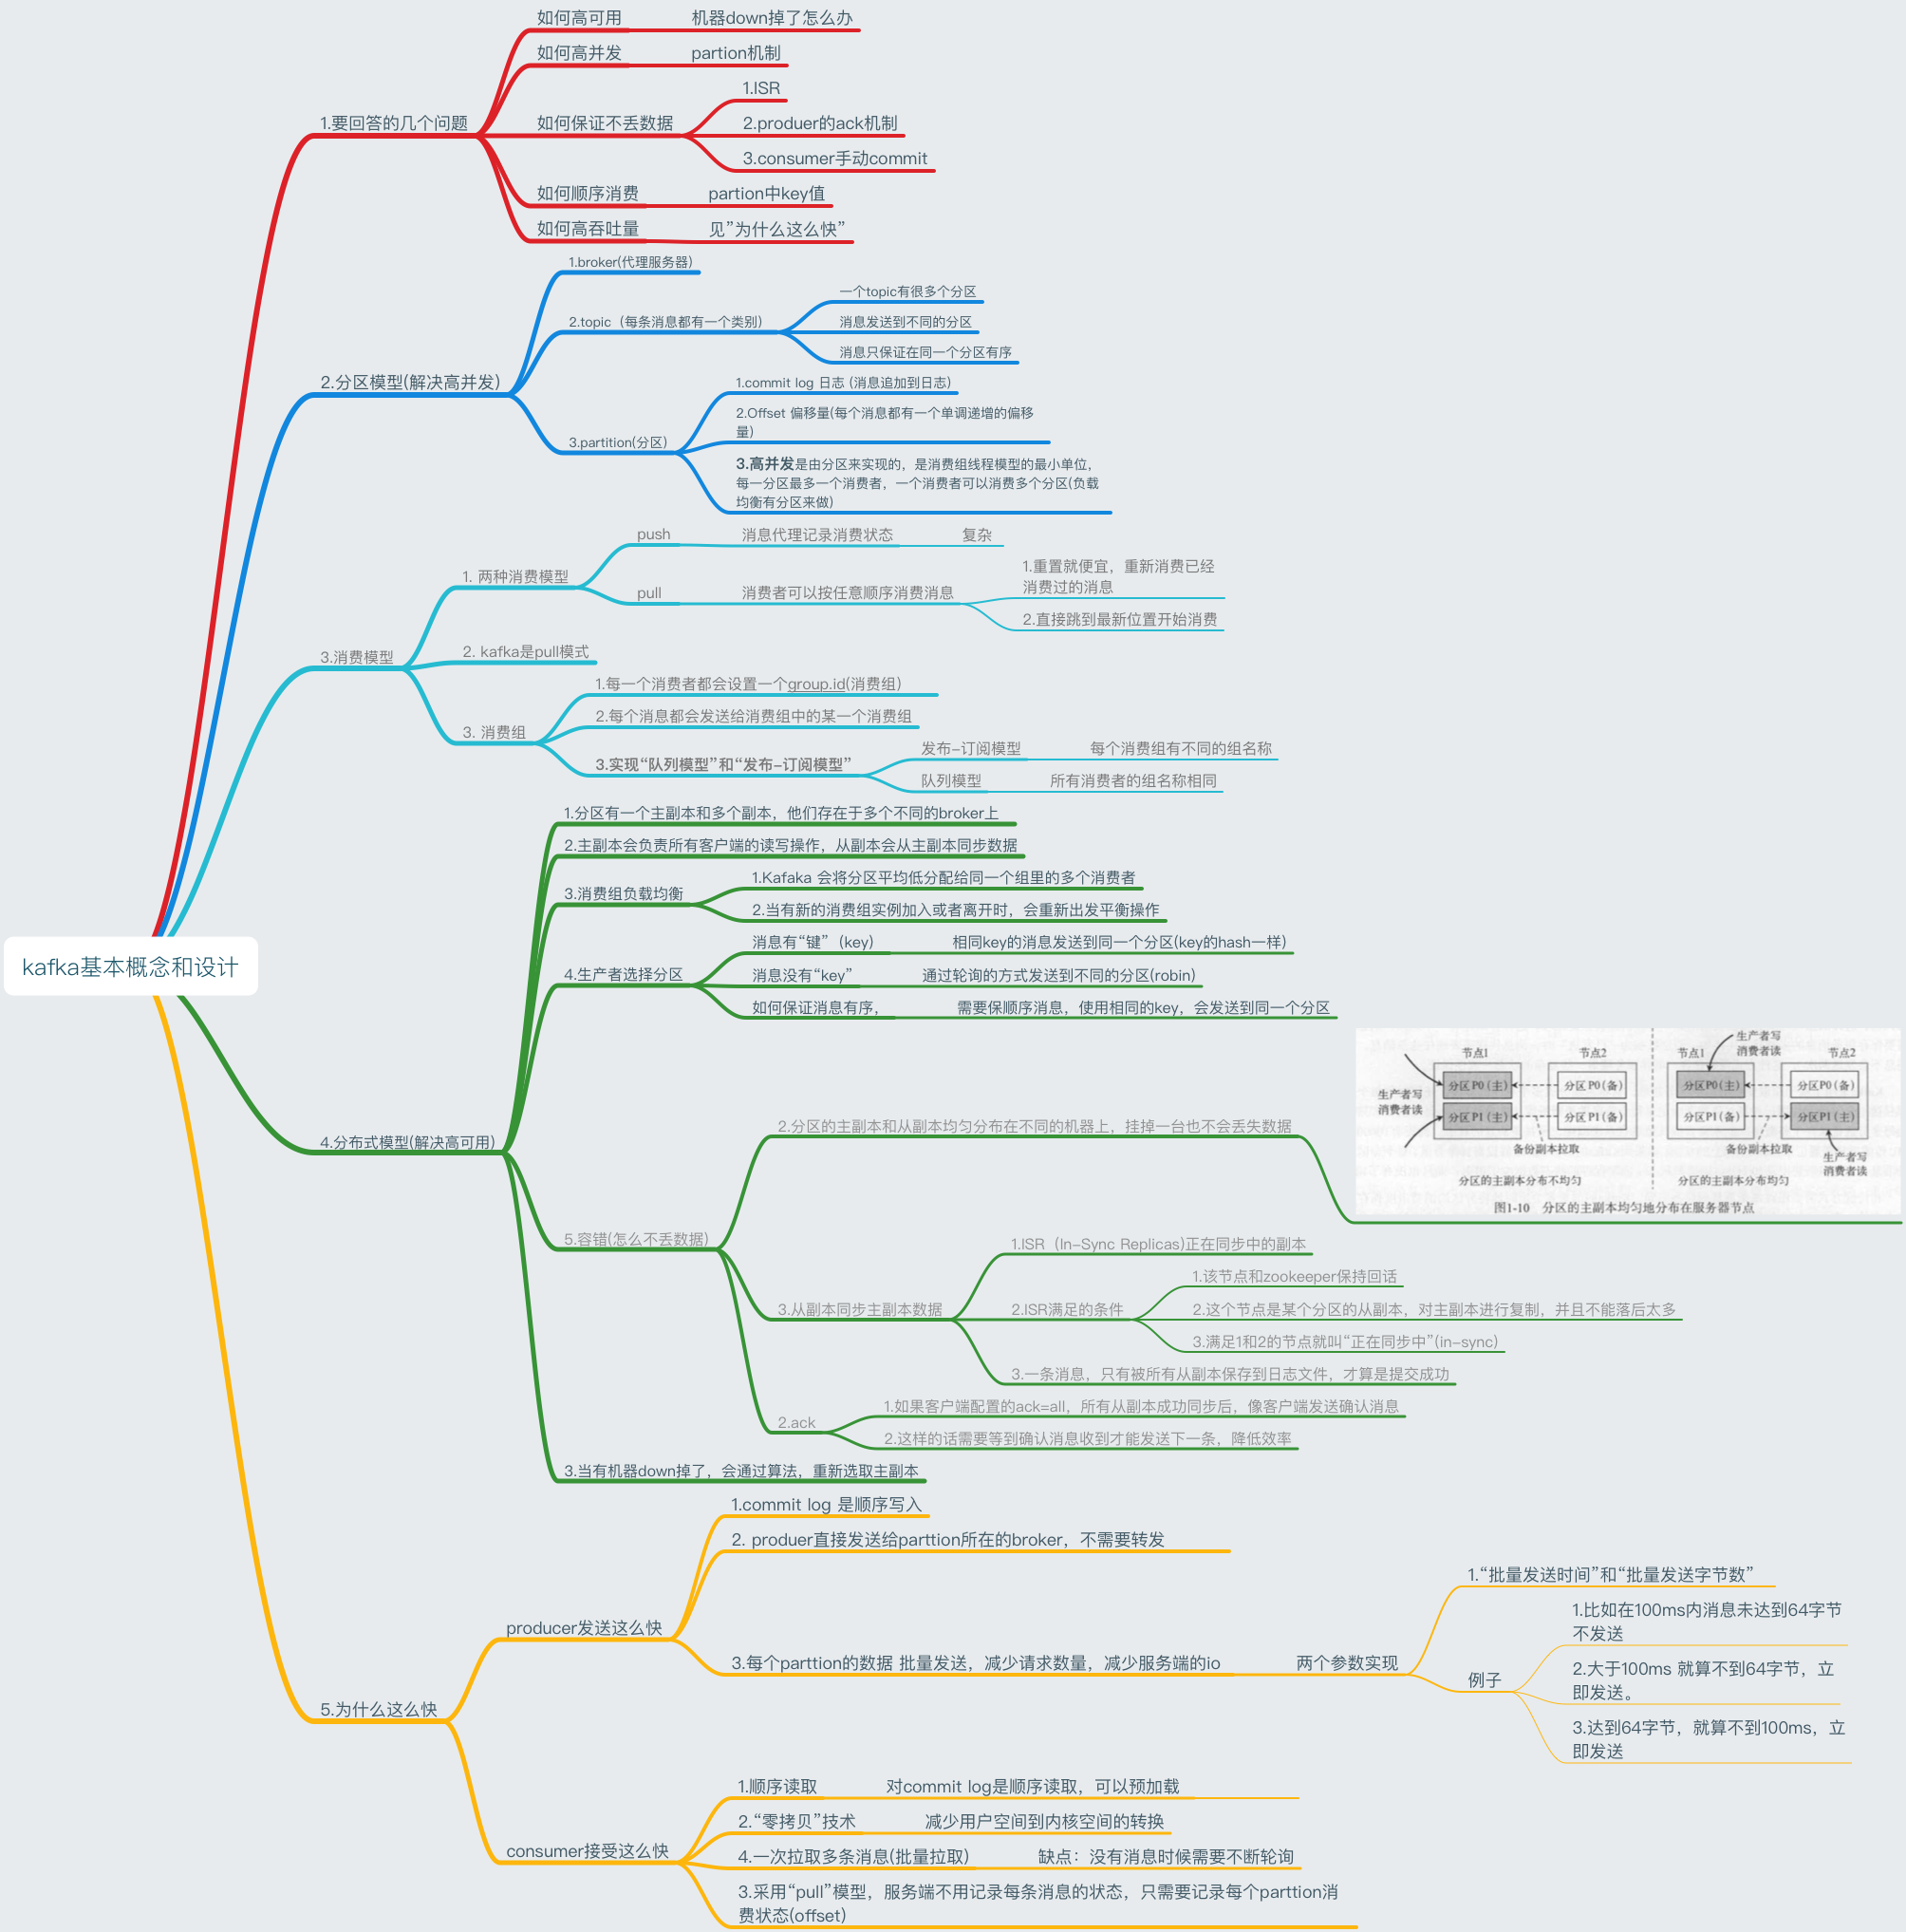 kafka基本概念和设计
1.要回答的几个问题
如何高可用
机器down掉了怎么办
如何高并发
partion机制
如何保证不丢数据
1.ISR
2.produer的ack机制
3.consumer手动commit
如何顺序消费
partion中key值
如何高吞吐量
见”为什么这么快”
2.分区模型(解决高并发)
1.broker(代理服务器)
2.topic（每条消息都有一个类别）
一个topic有很多个分区
消息发送到不同的分区
消息只保证在同一个分区有序
3.partition(分区)
1.commit log 日志 (消息追加到日志)
2.Offset 偏移量(每个消息都有一个单调递增的偏移
量)
3.高并发是由分区来实现的，是消费组线程模型的最小单位，
每一分区最多一个消费者，一个消费者可以消费多个分区(负载
均衡有分区来做)
3.消费模型
1. 两种消费模型
push
消息代理记录消费状态
复杂
pull
消费者可以按任意顺序消费消息
1.重置就便宜，重新消费已经
消费过的消息
2.直接跳到最新位置开始消费
2. kafka是pull模式
3. 消费组
1.每一个消费者都会设置一个group.id(消费组)
2.每个消息都会发送给消费组中的某一个消费组
3.实现“队列模型”和“发布-订阅模型”
发布-订阅模型
每个消费组有不同的组名称
队列模型
所有消费者的组名称相同
4.分布式模型(解决高可用)
1.分区有一个主副本和多个副本，他们存在于多个不同的broker上
2.主副本会负责所有客户端的读写操作，从副本会从主副本同步数据
3.消费组负载均衡
1.Kafaka 会将分区平均低分配给同一个组里的多个消费者
2.当有新的消费组实例加入或者离开时，会重新出发平衡操作
4.生产者选择分区
消息有“键”（key)
相同key的消息发送到同一个分区(key的hash一样)
消息没有“key”
通过轮询的方式发送到不同的分区(robin)
如何保证消息有序，
需要保顺序消息，使用相同的key，会发送到同一个分区
5.容错(怎么不丢数据)
2.分区的主副本和从副本均匀分布在不同的机器上，挂掉一台也不会丢失数据
节点1
节点2
生产者写
消费者读
分区P0(主)
分区P0(备)
分区P1(主)
分区P1(备)
备份副本拉取
分区的主副本分布不均匀
节点1
生产者写
消费者读
节点2
分区P0(主)
分区P0(备)
分区P1(备)
分区P1(主)
备份副本拉取
生产者写
消费者读
分区的主副本分布均匀
图1-10 分区的主副本均匀地分布在服务器节点
3.从副本同步主副本数据
1.ISR（In-Sync Replicas)正在同步中的副本
2.ISR满足的条件
1.该节点和zookeeper保持回话
2.这个节点是某个分区的从副本，对主副本进行复制，并且不能落后太多
3.满足1和2的节点就叫“正在同步中”(in-sync)
3.一条消息，只有被所有从副本保存到日志文件，才算是提交成功
2.ack
1.如果客户端配置的ack=all，所有从副本成功同步后，像客户端发送确认消息
2.这样的话需要等到确认消息收到才能发送下一条，降低效率
3.当有机器down掉了，会通过算法，重新选取主副本
5.为什么这么快
producer发送这么快
1.commit log 是顺序写入
2. produer直接发送给parttion所在的broker，不需要转发
3.每个parttion的数据 批量发送，减少请求数量，减少服务端的io
两个参数实现
1.“批量发送时间”和“批量发送字节数”
例子
1.比如在100ms内消息未达到64字节
不发送
2.大于100ms 就算不到64字节，立
即发送。
3.达到64字节，就算不到100ms，立
即发送
consumer接受这么快
1.顺序读取
对commit log是顺序读取，可以预加载
2.“零拷贝”技术
减少用户空间到内核空间的转换
4.一次拉取多条消息(批量拉取)
缺点：没有消息时候需要不断轮询
3.采用“pull”模型，服务端不用记录每条消息的状态，只需要记录每个parttion消
费状态(offset)